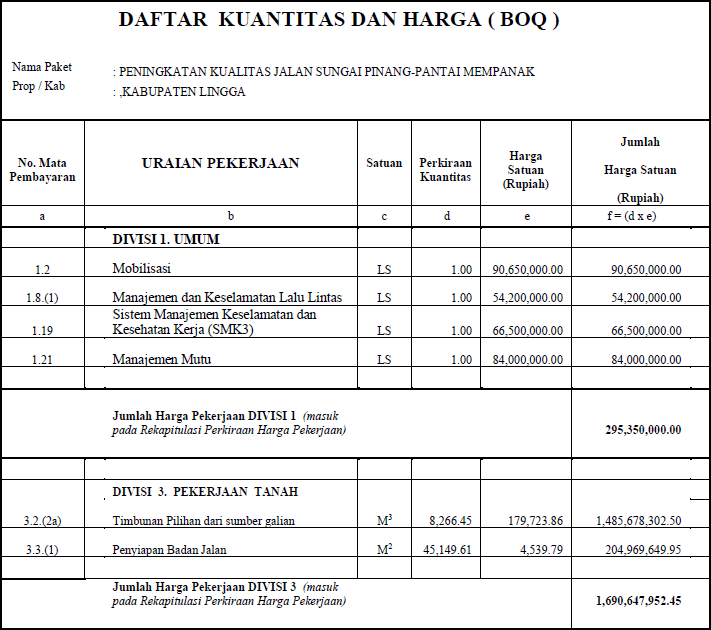 DAFTAR KUANTITAS DAN HARGA ( BOQ )
Nama Paket : PENINGKATAN KUALITAS JALAN SUNGAI PINANG-PANTAI MEMPANAK
Prop / Kab : ,KABUPATEN LINGGA
No. Mata Pembayaran URAIAN PEKERJAAN Satuan Perkiraan Kuantitas Harga Satuan (Rupiah) Jumlah Harga Satuan (Rupiah)
a b c d e f = (d x e)
DIVISI 1. UMUM
1.2 Mobilisasi LS 1.00 90,650,000.00 90,650,000.00
1.8.(1) Manajemen dan Keselamatan Lalu Lintas LS 1.00 54,200,000.00 54,200,000.00
Sistem Manajemen Keselamatan dan
1.19 Kesehatan Kerja (SMK3) LS 1.00 66,500,000.00 66,500,000.00
1.21 Manajemen Mutu LS 1.00 84,000,000.00 84,000,000.00
Jumlah Harga Pekerjaan DIVISI 1 (masuk
pada Rekapitulasi Perkiraan Harga Pekerjaan) 295,350,000.00
DIVISI 3. PEKERJAAN TANAH
3.2.(2a) Timbunan Pilihan dari sumber galian M³ 8,266.45 179,723.86 1,485,678,302.50
3.3.(1) Penyiapan Badan Jalan M² 45,149.61 4,539.79 204,969,649.95
Jumlah Harga Pekerjaan DIVISI 3 (masuk
pada Rekapitulasi Perkiraan Harga Pekerjaan) 1,690,647,952.45